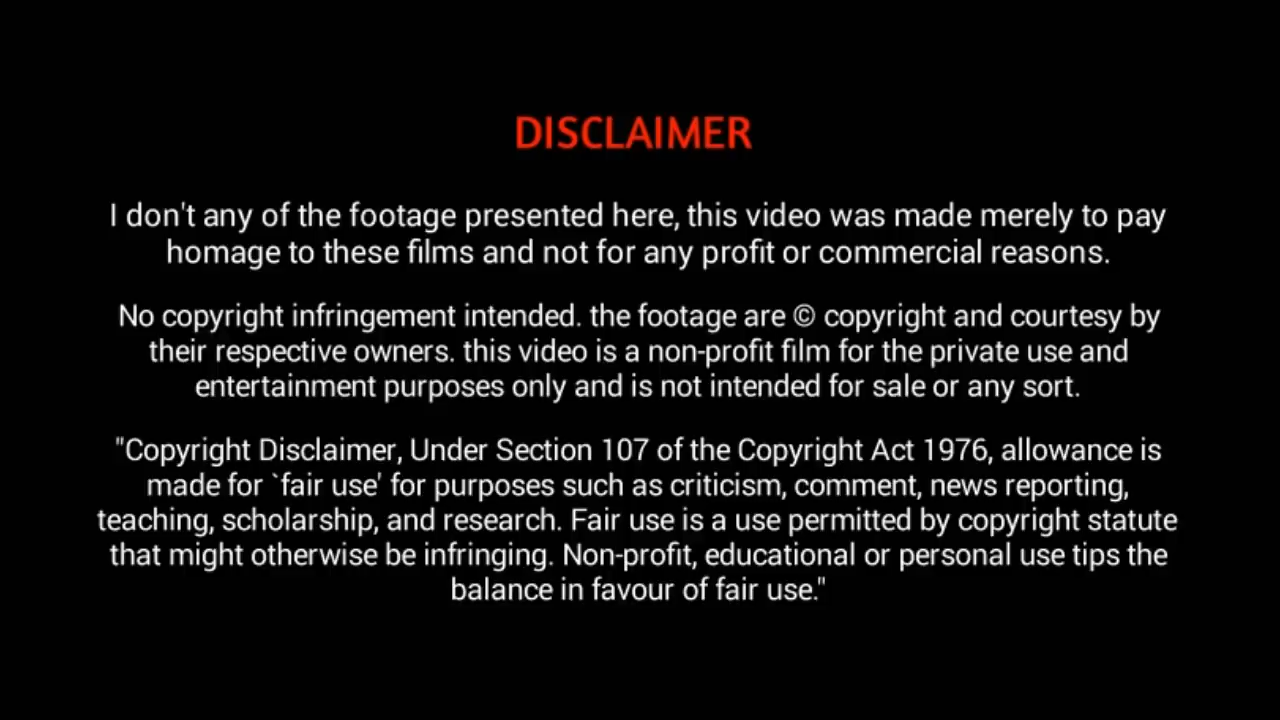 DISCLAIMER
I don't any of the footage presented here, this video was made merely to pay
homage to these films and not for any profit or commercial reasons.
No copyright infringement intended. the footage are © copyright and courtesy by
their respective owners. this video is a non-profit film for the private use and
entertainment purposes only and is not intended for sale or any sort.
"Copyright Disclaimer, Under Section 107 of the Copyright Act 1976, allowance is
made for `fair use' for purposes such as criticism, comment, news reporting,
teaching, scholarship, and research. Fair use is a use permitted by copyright statute
that might otherwise be infringing. Non-profit, educational or personal use tips the
balance in favour of fair use."